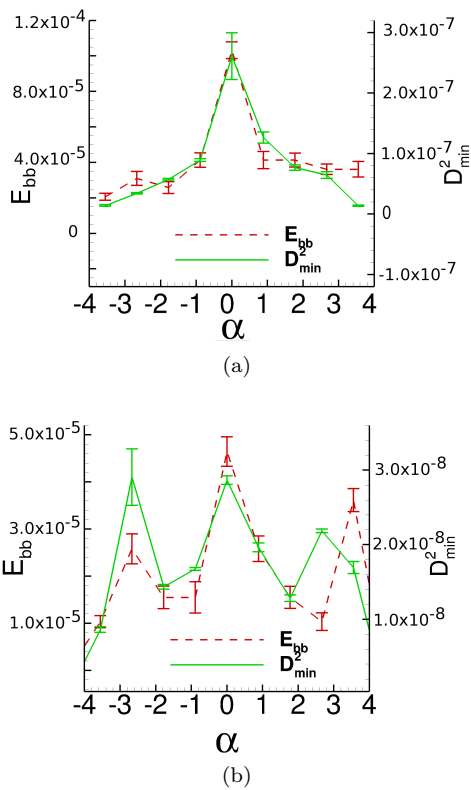 1.2x10⁻⁴
3.0x10⁻⁷
8.0x10⁻⁵
2.0x10⁻⁷
4.0x10⁻⁵
1.0x10⁻⁷
E_bb
D²_min
0
0
E_bb
D²_min
-1.0x10⁻⁷
-4 -3 -2 -1 0 1 2 3 4
α
(a)
5.0x10⁻⁵
3.0x10⁻⁸
3.0x10⁻⁵
2.0x10⁻⁸
E_bb
D²_min
1.0x10⁻⁵
1.0x10⁻⁸
E_bb
D²_min
-4 -3 -2 -1 0 1 2 3 4
α
(b)